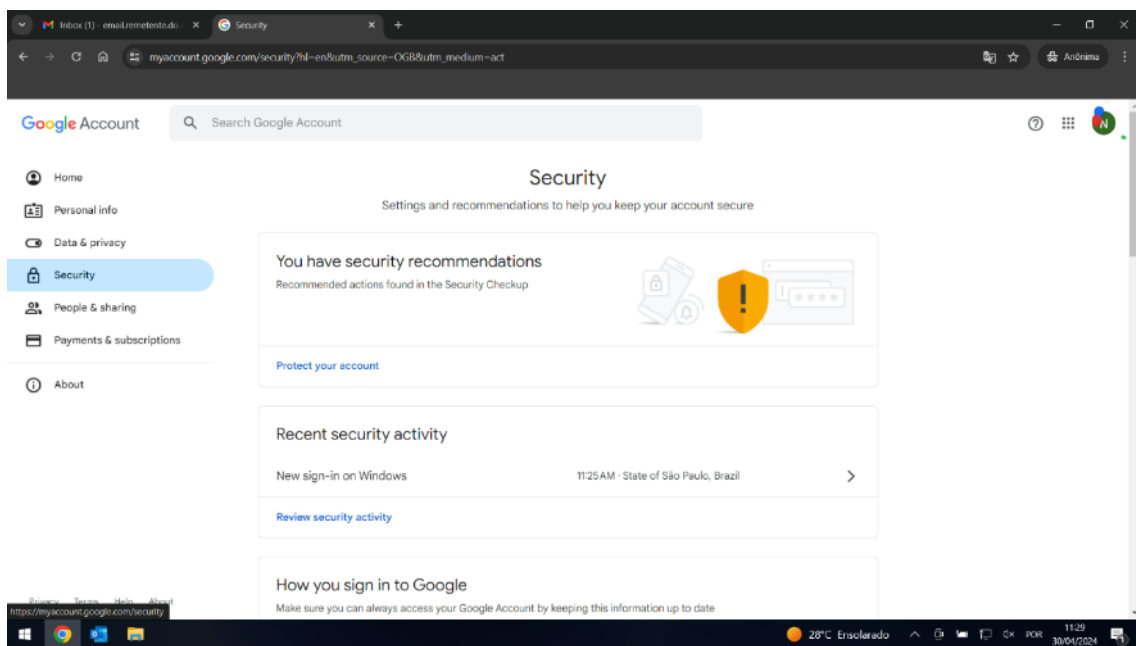 Inbox (1) - email.remetente.do.
Security
myaccount.google.com/security?hl=en&utm_source=OGB&utm_medium=act
Anônima
Google Account
Search Google Account
N
Home
Personal info
Data & privacy
Security
People & sharing
Payments & subscriptions
About
Security
Settings and recommendations to help you keep your account secure
You have security recommendations
Recommended actions found in the Security Checkup
Protect your account
Recent security activity
New sign-in on Windows
11:25 AM · State of São Paulo, Brazil
Review security activity
How you sign in to Google
Make sure you can always access your Google Account by keeping this information up to date
Privacy Terms Help About
https://myaccount.google.com/security
28°C Ensolarado
POR
11:29
30/04/2024